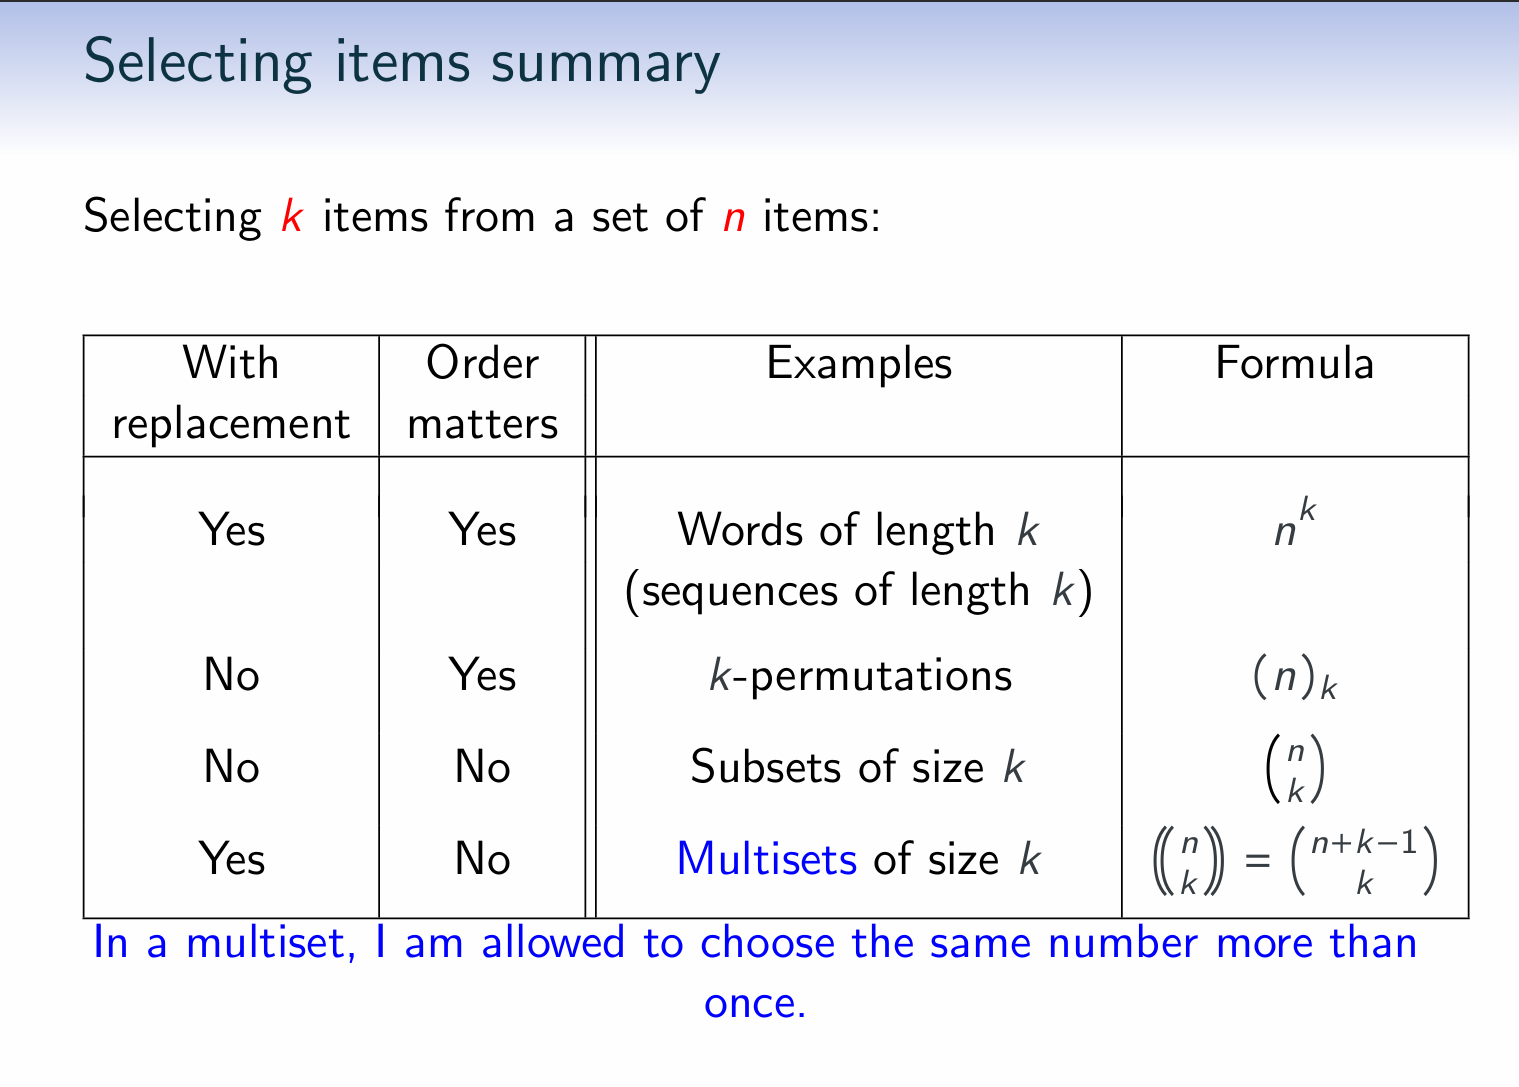 Selecting items summary
Selecting k items from a set of n items:
With replacement | Order matters | Examples | Formula
Yes | Yes | Words of length k (sequences of length k) | n^k
No | Yes | k-permutations | (n)_k
No | No | Subsets of size k | \binom{n}{k}
Yes | No | Multisets of size k | \left(\binom{n}{k}\right) = \binom{n+k-1}{k}
In a multiset, I am allowed to choose the same number more than
once.